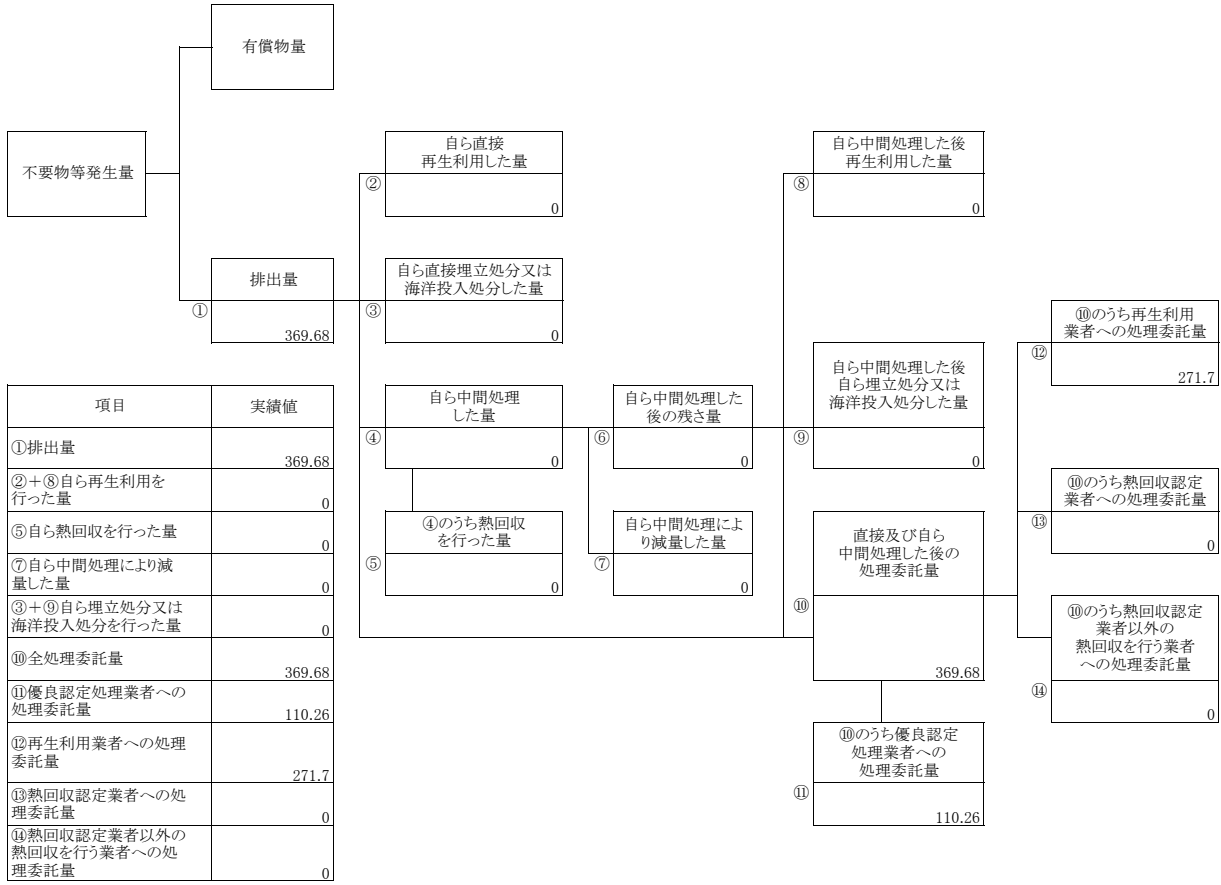 有償物量
不要物等発生量
自ら直接
再生利用した量
②
0
自ら中間処理した後
再生利用した量
⑧
0
排出量
①
369.68
自ら直接埋立処分又は
海洋投入処分した量
③
0
⑩のうち再生利用
業者への処理委託量
⑫
271.7
自ら中間処理
した量
④
0
自ら中間処理した
後の残さ量
⑥
0
自ら中間処理した後
自ら埋立処分又は
海洋投入処分した量
⑨
0
⑩のうち熱回収認定
業者への処理委託量
⑬
0
④のうち熱回収
を行った量
⑤
0
自ら中間処理によ
り減量した量
⑦
0
直接及び自ら
中間処理した後の
処理委託量
⑩
369.68
⑩のうち熱回収認定
業者以外の
熱回収を行う業者
への処理委託量
⑭
0
⑩のうち優良認定
処理業者への
処理委託量
⑪
110.26
項目 実績値
①排出量
369.68
②＋⑧自ら再生利用を
行った量
0
⑤自ら熱回収を行った量
0
⑦自ら中間処理により減
量した量
0
③＋⑨自ら埋立処分又は
海洋投入処分を行った量
0
⑩全処理委託量
369.68
⑪優良認定処理業者への
処理委託量
110.26
⑫再生利用業者への処理
委託量
271.7
⑬熱回収認定業者への処
理委託量
0
⑭熱回収認定業者以外の
熱回収を行う業者への処
理委託量
0